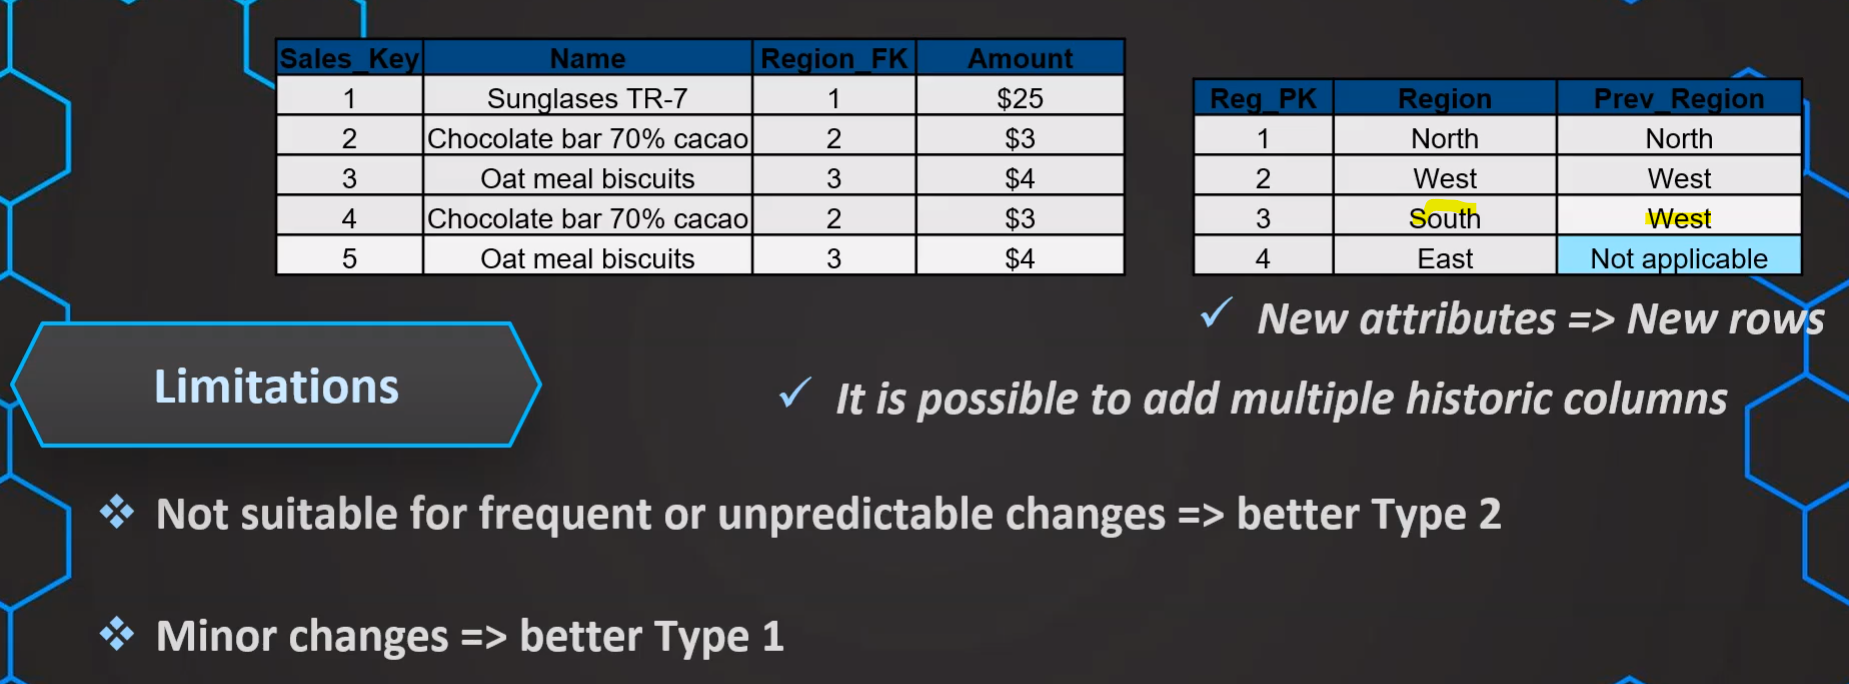 Sales_Key Name Region_FK Amount
1 Sunglases TR-7 1 $25
2 Chocolate bar 70% cacao 2 $3
3 Oat meal biscuits 3 $4
4 Chocolate bar 70% cacao 2 $3
5 Oat meal biscuits 3 $4
Reg_PK Region Prev_Region
1 North North
2 West West
3 South West
4 East Not applicable
✓ New attributes => New rows
Limitations
✓ It is possible to add multiple historic columns
❖ Not suitable for frequent or unpredictable changes => better Type 2
❖ Minor changes => better Type 1